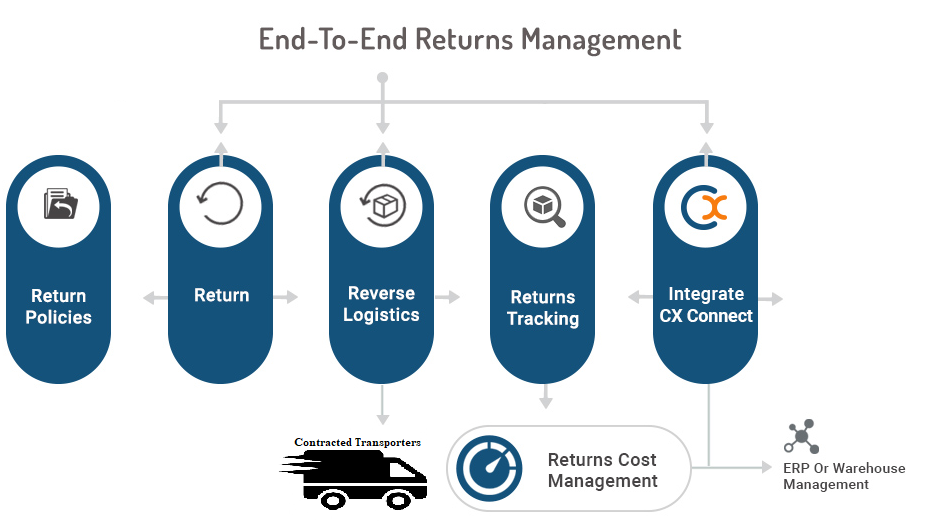 End-To-End Returns Management
Return
Policies
Return
Reverse
Logistics
Returns
Tracking
Integrate
CX Connect
Contracted Transporters
Returns Cost
Management
ERP Or Warehouse
Management